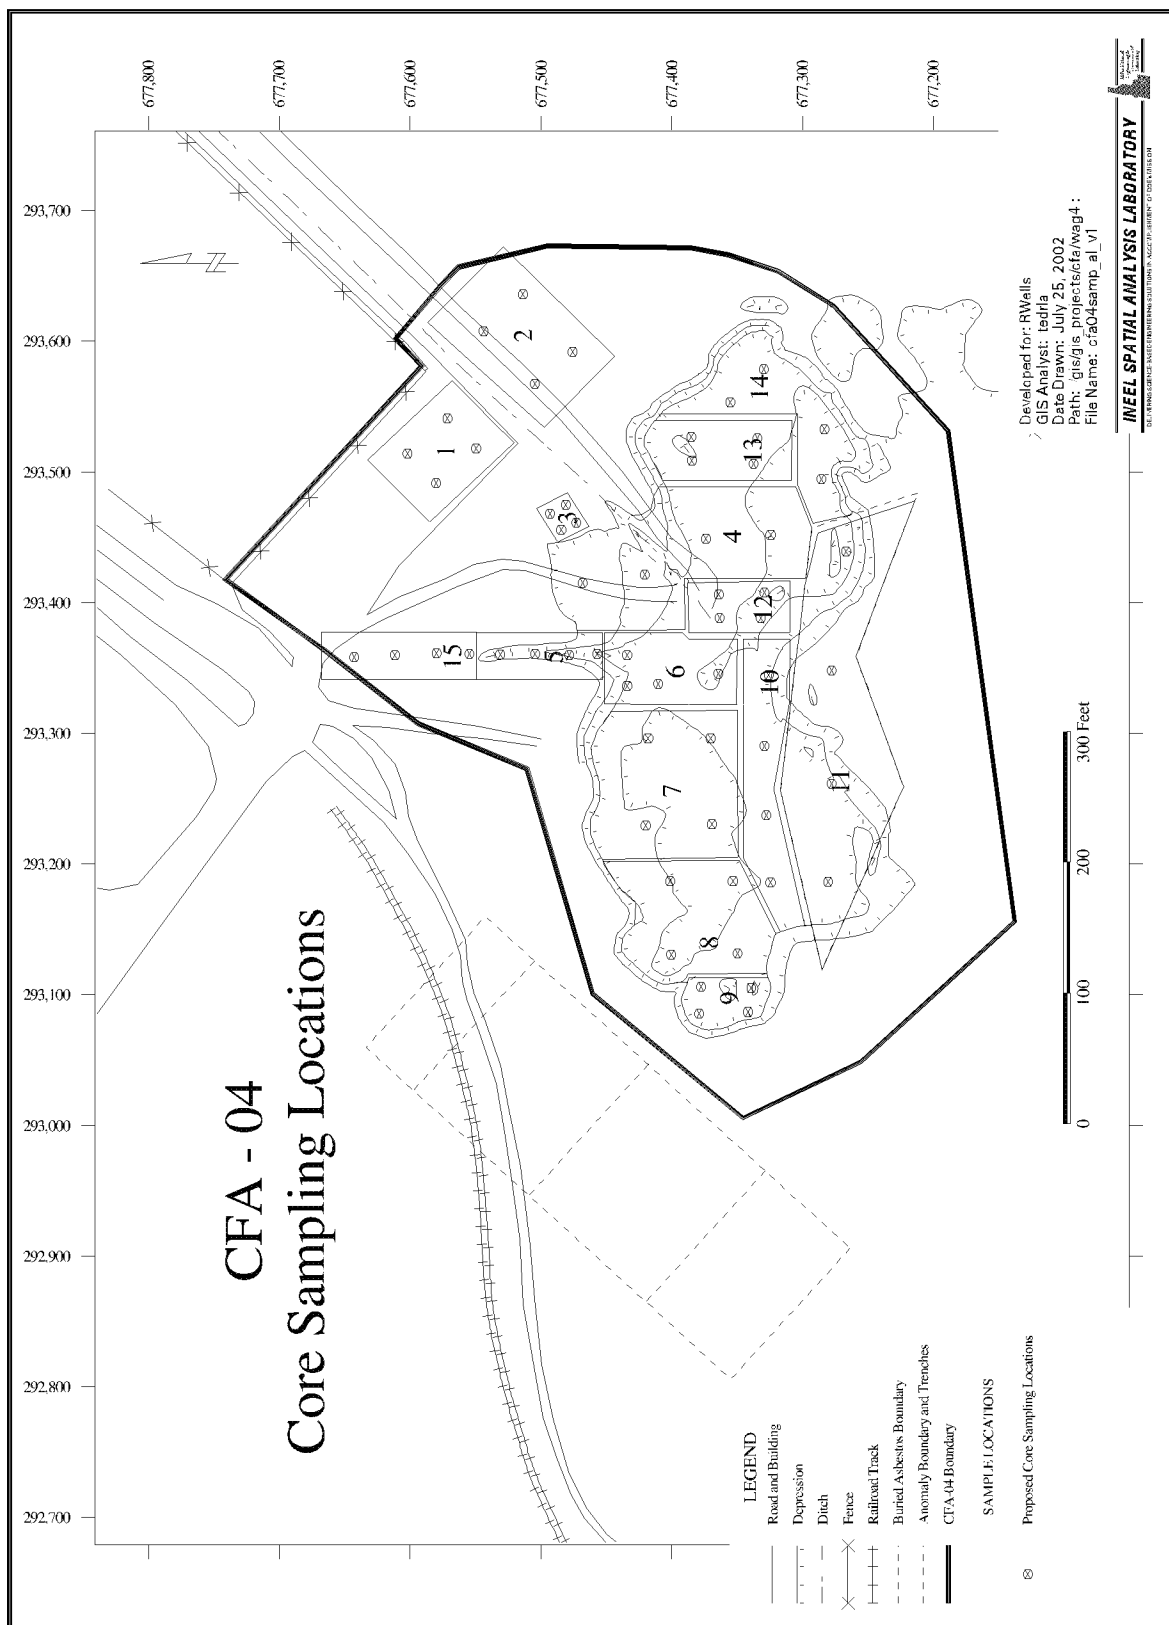 CFA - 04
Core Sampling Locations
677,800
677,700
677,600
677,500
677,400
677,300
677,200
293,700
293,600
293,500
293,400
293,300
293,200
293,100
293,000
292,900
292,800
292,700
N
1
2
3
4
5
6
7
8
9
10
11
12
13
14
15
0
100
200
300 Feet
LEGEND
Road and Building
Depression
Ditch
Fence
Railroad Track
Buried Asbestos Boundary
Anomaly Boundary and Trenches
CFA-04 Boundary
SAMPLE LOCATIONS
Proposed Core Sampling Locations
Developed for: RWells
GIS Analyst: tedrla
Date Drawn: July 25, 2002
Path: /gis/gis_projects/cfa/wag4 :
File Name: cfa04samp_al_v1
INEEL SPATIAL ANALYSIS LABORATORY